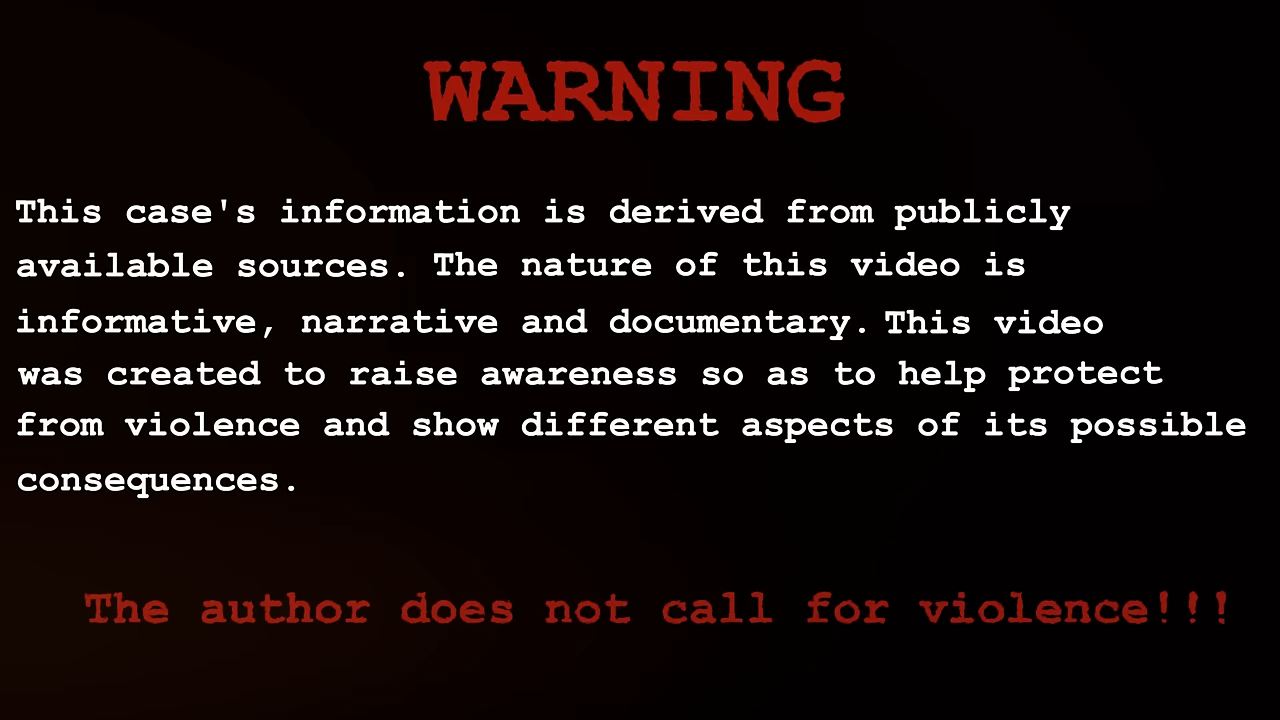 WARNING
This case's information is derived from publicly
available sources. The nature of this video is
informative, narrative and documentary. This video
was created to raise awareness so as to help protect
from violence and show different aspects of its possible
consequences.
The author does not call for violence!!!